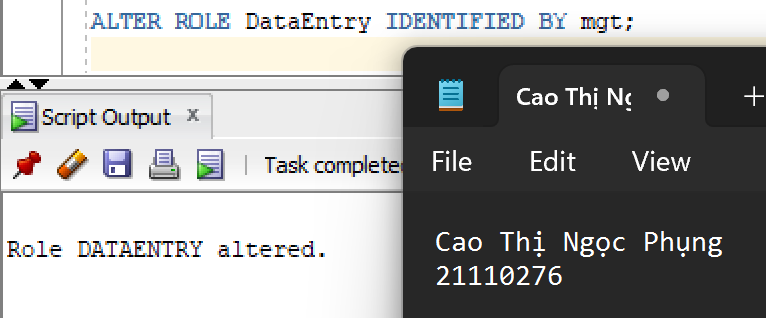 ALTER ROLE DataEntry IDENTIFIED BY mgt;
Script Output x
Task complete
Role DATAENTRY altered.
Cao Thị Ng
File Edit View
Cao Thị Ngọc Phụng
21110276